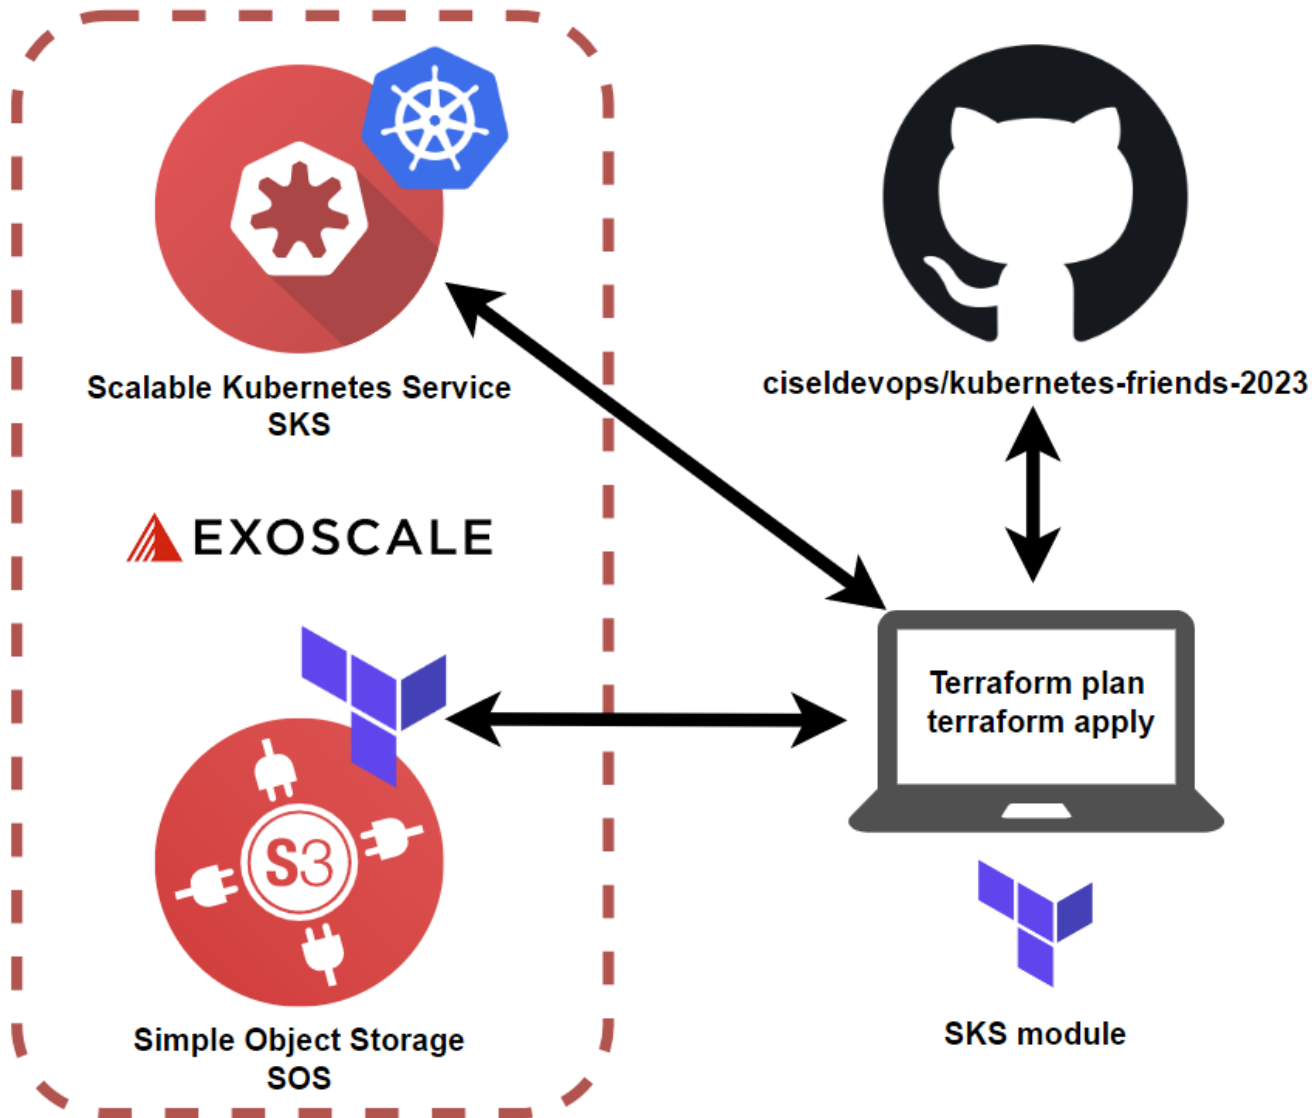 Scalable Kubernetes Service
SKS
ciseldevops/kubernetes-friends-2023
EXOSCALE
Terraform plan
terraform apply
S3
Simple Object Storage
SOS
SKS module